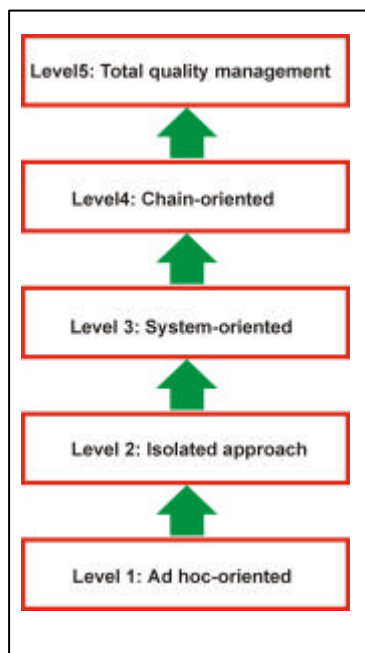 Level5: Total quality management
Level4: Chain-oriented
Level 3: System-oriented
Level 2: Isolated approach
Level 1: Ad hoc-oriented